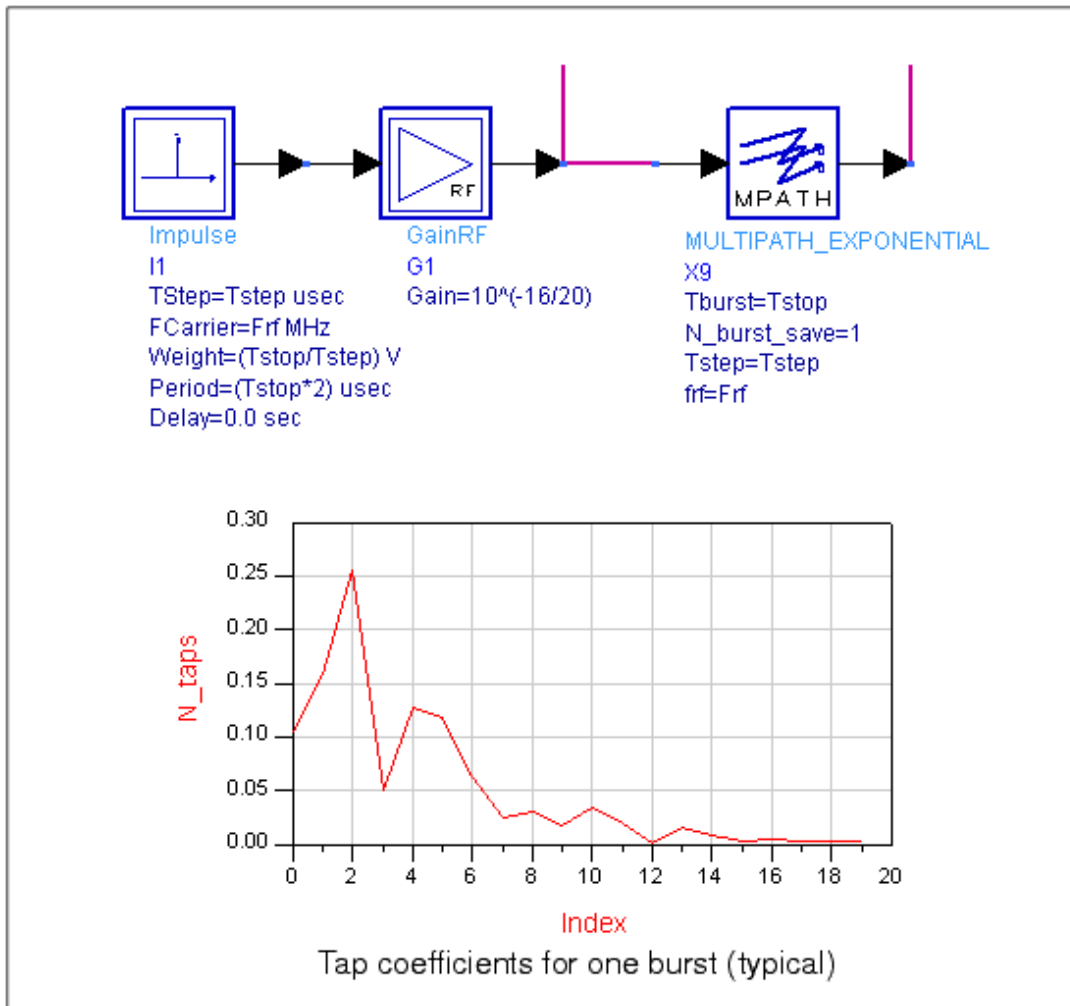 RF
MPATH
Impulse
I1
TStep=Tstep usec
FCarrier=Frf MHz
Weight=(Tstop/Tstep) V
Period=(Tstop*2) usec
Delay=0.0 sec
GainRF
G1
Gain=10^(-16/20)
MULTIPATH_EXPONENTIAL
X9
Tburst=Tstop
N_burst_save=1
Tstep=Tstep
frf=Frf
N_taps
0.30
0.25
0.20
0.15
0.10
0.05
0.00
0 2 4 6 8 10 12 14 16 18 20
Index
Tap coefficients for one burst (typical)